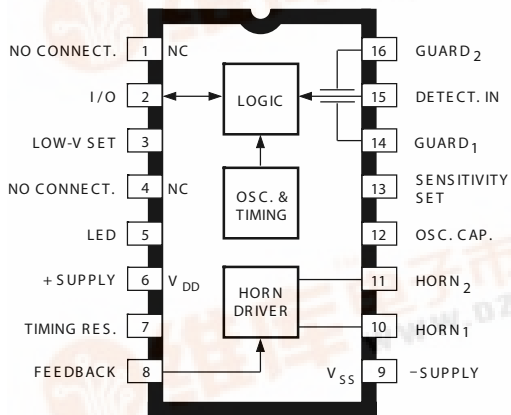 NO CONNECT. 1 NC
I/O 2
LOW-V SET 3
NO CONNECT. 4 NC
LED 5
+SUPPLY 6 VDD
TIMING RES. 7
FEEDBACK 8
LOGIC
OSC. &
TIMING
HORN
DRIVER
16 GUARD2
15 DETECT. IN
14 GUARD1
13 SENSITIVITY
SET
12 OSC. CAP.
11 HORN2
10 HORN1
VSS 9 –SUPPLY